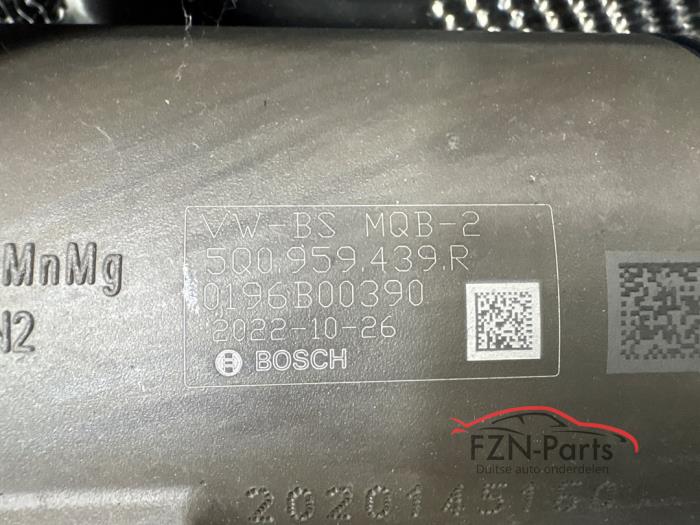 VW-BS MQB-2
5Q0.959.439.R
0196B00390
2022-10-26
BOSCH
MnMg
FZN-Parts
Duitse auto onderdelen